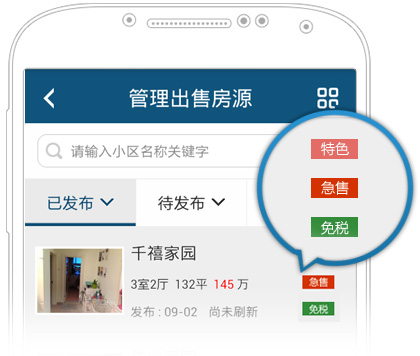 管理出售房源
请输入小区名称关键字
特色
急售
免税
已发布 待发布
千禧家园
3室2厅 132平 145 万 急售
发布 : 09-02 尚未刷新 免税